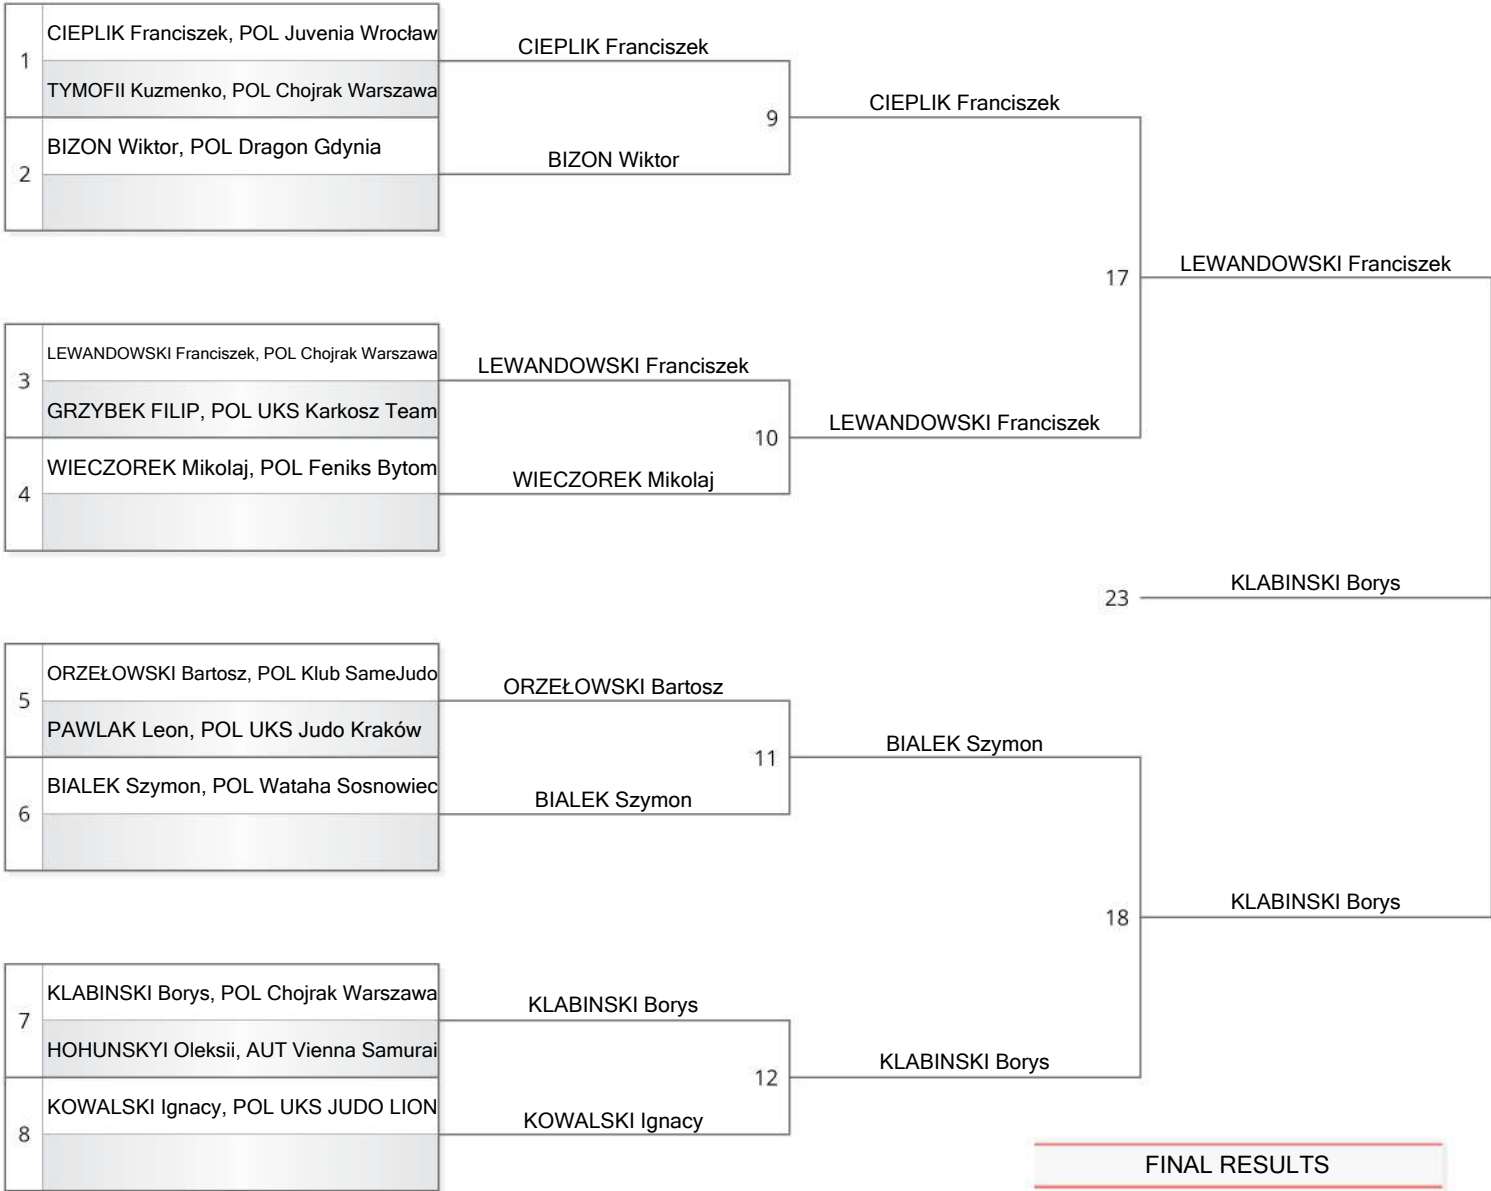 1
CIEPLIK Franciszek, POL Juvenia Wrocław
TYMOFII Kuzmenko, POL Chojrak Warszawa
2
BIZON Wiktor, POL Dragon Gdynia
CIEPLIK Franciszek
9
BIZON Wiktor
CIEPLIK Franciszek
3
LEWANDOWSKI Franciszek, POL Chojrak Warszawa
GRZYBEK FILIP, POL UKS Karkosz Team
4
WIECZOREK Mikolaj, POL Feniks Bytom
LEWANDOWSKI Franciszek
10
WIECZOREK Mikolaj
LEWANDOWSKI Franciszek
17
LEWANDOWSKI Franciszek
23
KLABINSKI Borys
5
ORZEŁOWSKI Bartosz, POL Klub SameJudo
PAWLAK Leon, POL UKS Judo Kraków
6
BIALEK Szymon, POL Wataha Sosnowiec
ORZEŁOWSKI Bartosz
11
BIALEK Szymon
BIALEK Szymon
18
KLABINSKI Borys
7
KLABINSKI Borys, POL Chojrak Warszawa
HOHUNSKYI Oleksii, AUT Vienna Samurai
8
KOWALSKI Ignacy, POL UKS JUDO LION
KLABINSKI Borys
12
KOWALSKI Ignacy
KLABINSKI Borys
FINAL RESULTS